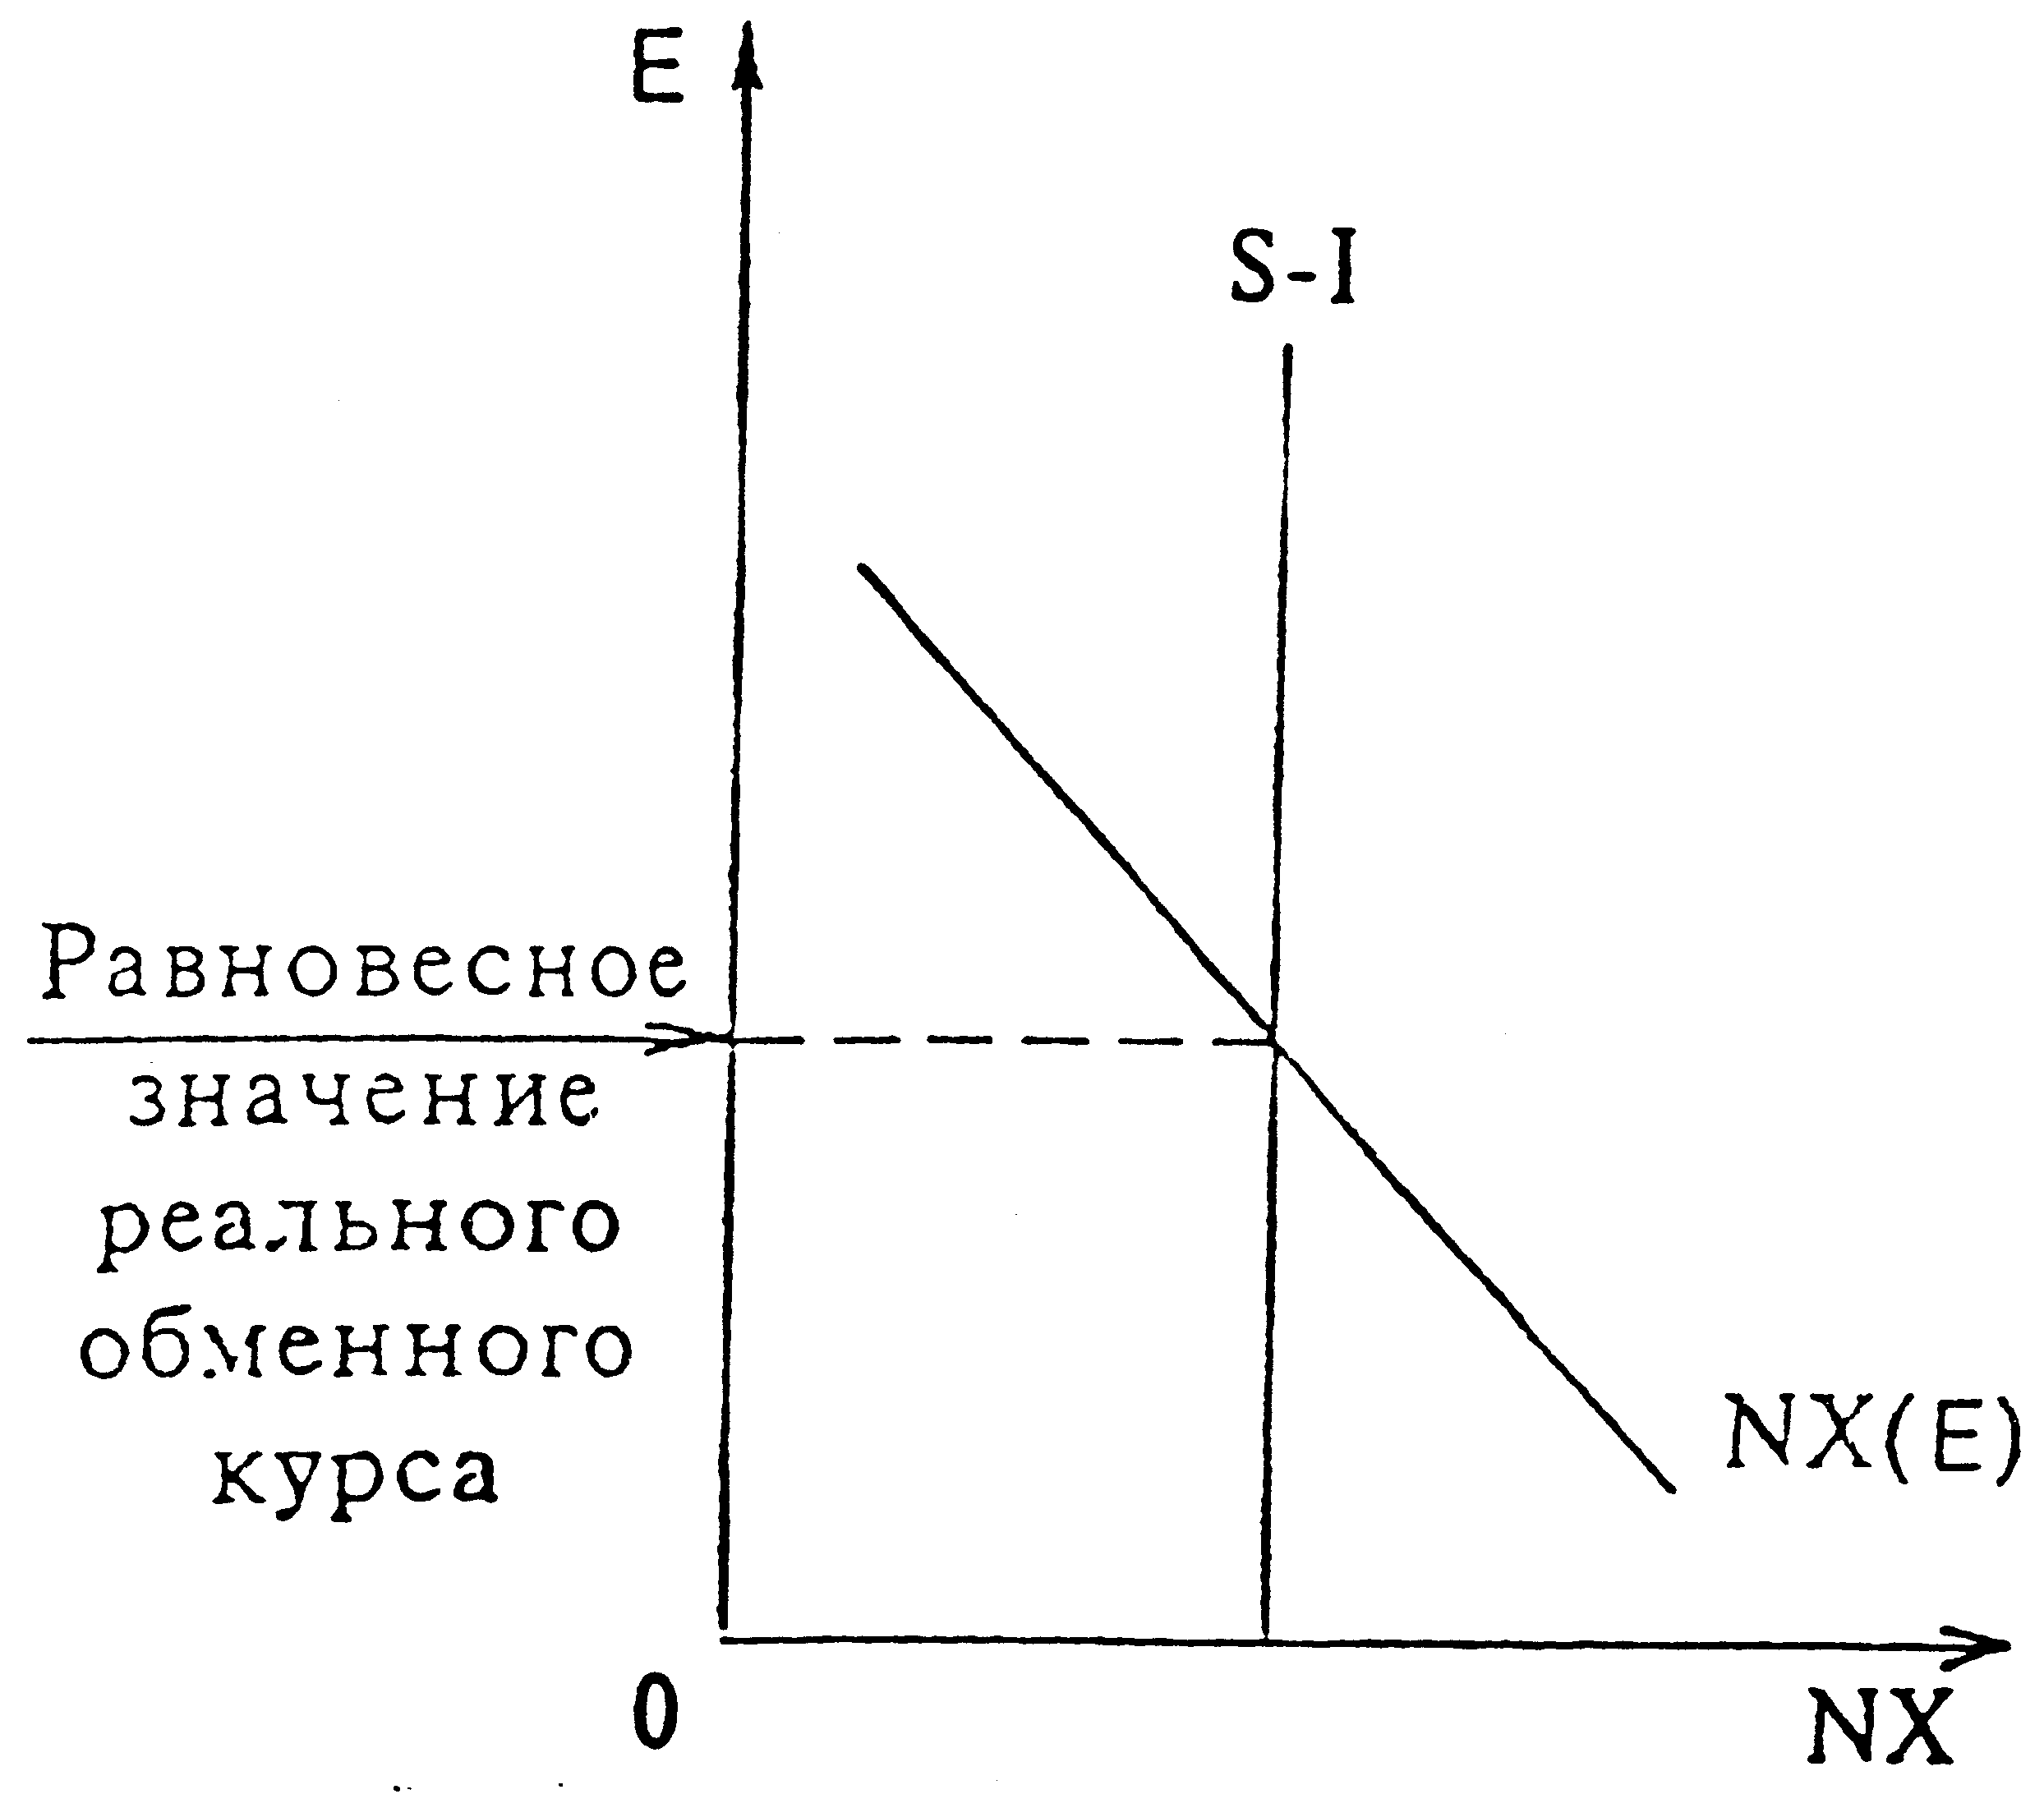 E
S-I
Равновесное
значение
реального
обменного
курса
NX(E)
0
NX